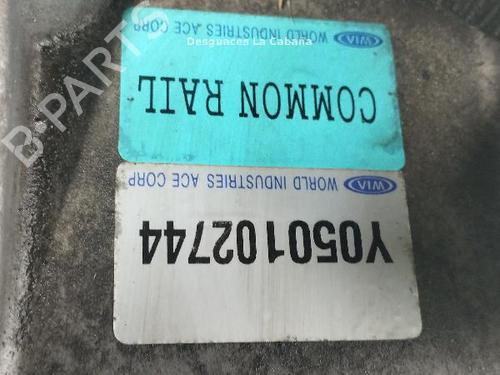 WIA WORLD INDUSTRIES ACE CORP
Y050102744
WIA WORLD INDUSTRIES ACE CORP
COMMON RAIL
Desguaces La Cabaña
B-PARTS